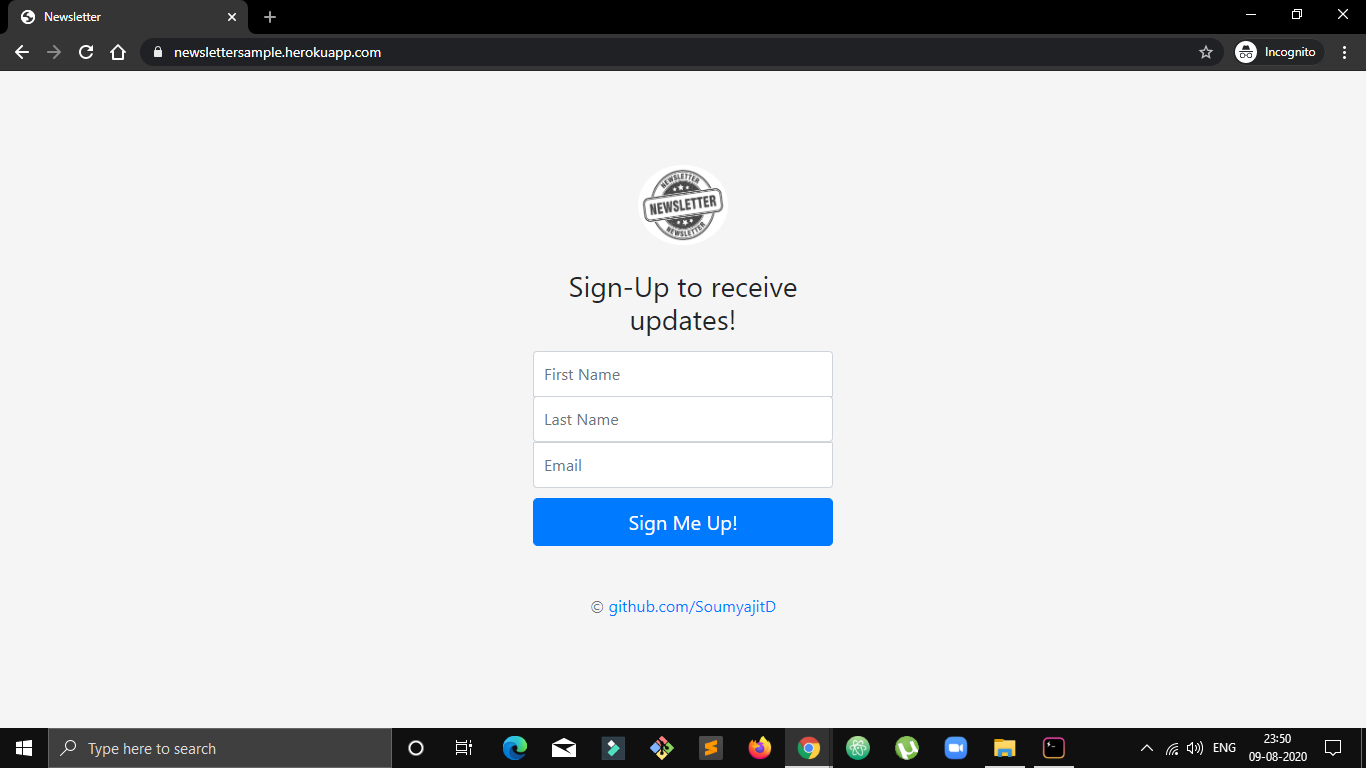 Newsletter
newslettersample.herokuapp.com
Incognito
NEWSLETTER
NEWSLETTER
NEWSLETTER
Sign-Up to receive
updates!
First Name
Last Name
Email
Sign Me Up!
© github.com/SoumyajitD
Type here to search
ENG
23:50
09-08-2020